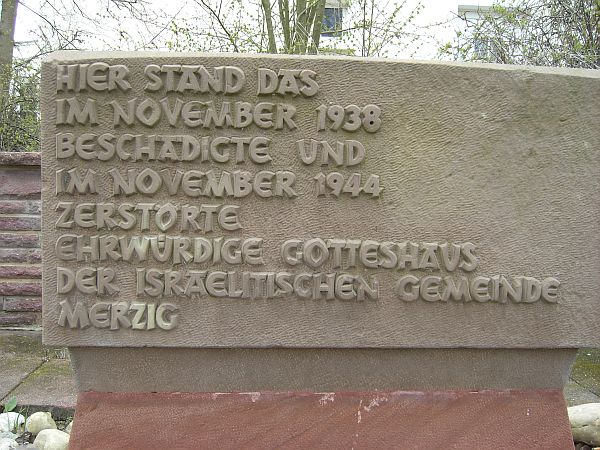 HIER STAND DAS
IM NOVEMBER 1938
BESCHÄDIGTE UND
IM NOVEMBER 1944
ZERSTÖRTE
EHRWÜRDIGE GOTTESHAUS
DER ISRAELITISCHEN GEMEINDE
MERZIG